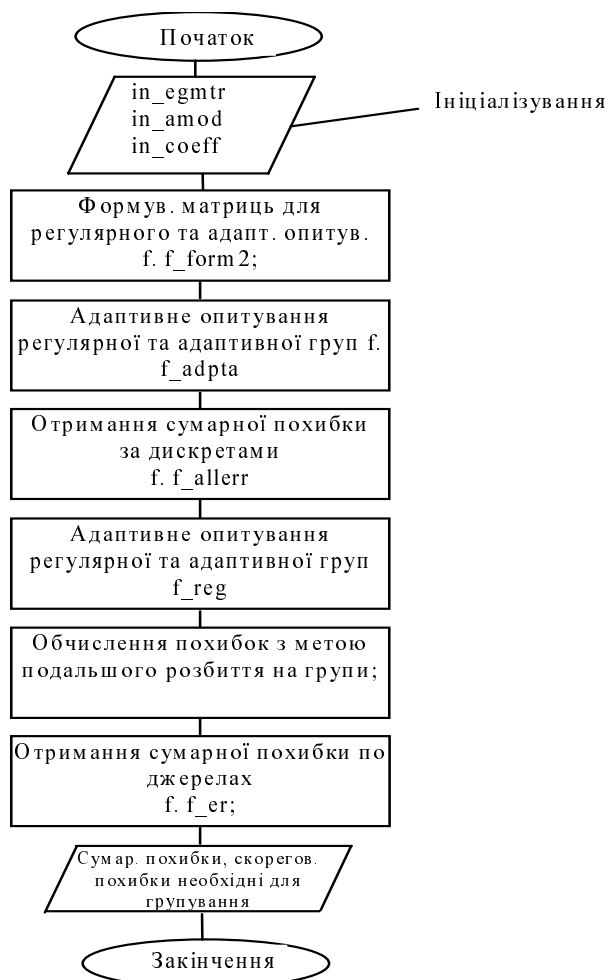 Початок
in_egmtr
in_amod
in_coeff
Ініціалізування
Формув. матриць для
регулярного та адапт. опитув.
f. f_form2;
Адаптивне опитування
регулярної та адаптивної груп f.
f_adpta
Отримання сумарної похибки
за дискретами
f. f_allerr
Адаптивне опитування
регулярної та адаптивної груп
f_reg
Обчислення похибок з метою
подальшого розбиття на групи;
Отримання сумарної похибки по
джерелах
f. f_er;
Сумар. похибки, скорегов.
похибки необхідні для
групування
Закінчення